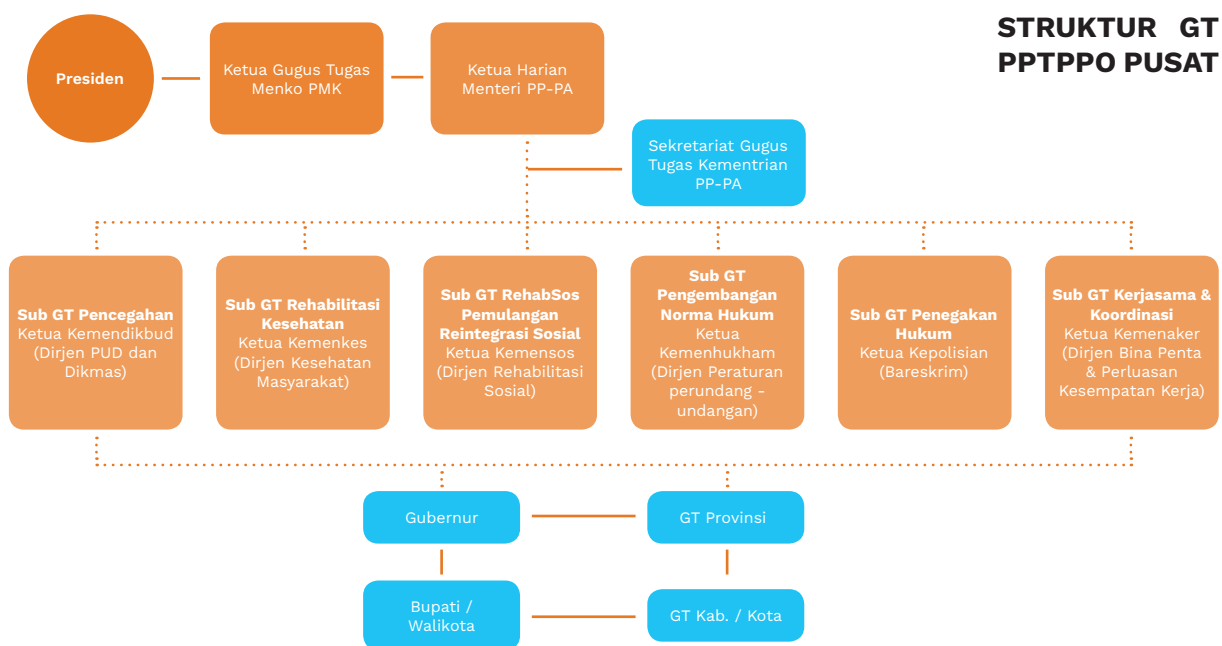 STRUKTUR GT
PPTPPO PUSAT
Presiden
Ketua Gugus Tugas
Menko PMK
Ketua Harian
Menteri PP-PA
Sekretariat Gugus
Tugas Kementrian
PP-PA
Sub GT Pencegahan
Ketua Kemendikbud
(Dirjen PUD dan
Dikmas)
Sub GT Rehabilitasi
Kesehatan
Ketua Kemenkes
(Dirjen Kesehatan
Masyarakat)
Sub GT RehabSos
Pemulangan
Reintegrasi Sosial
Ketua Kemensos
(Dirjen Rehabilitasi
Sosial)
Sub GT
Pengembangan
Norma Hukum
Ketua
Kemenhukham
(Dirjen Peraturan
perundang -
undangan)
Sub GT Penegakan
Hukum
Ketua Kepolisian
(Bareskrim)
Sub GT Kerjasama &
Koordinasi
Ketua Kemenaker
(Dirjen Bina Penta
& Perluasan
Kesempatan Kerja)
Gubernur
GT Provinsi
Bupati /
Walikota
GT Kab. / Kota